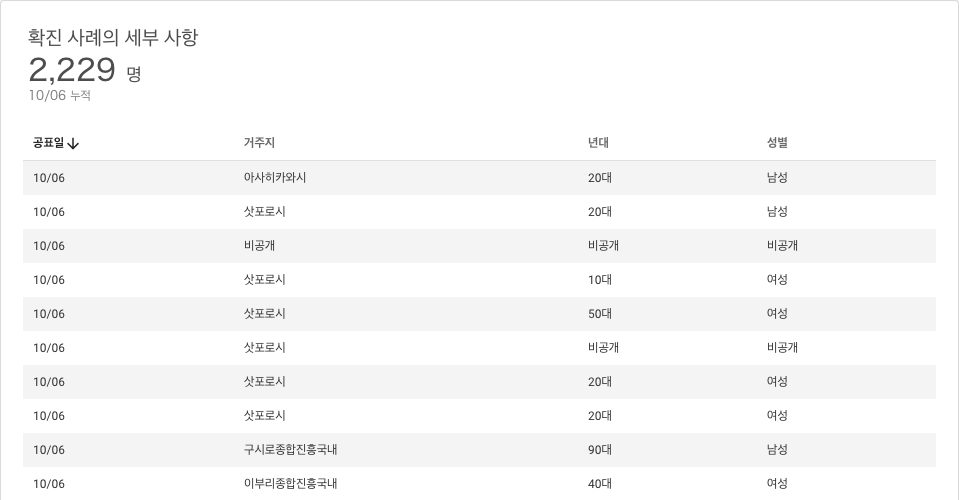 확진 사례의 세부 사항
2,229 명
10/06 누적
공표일 거주지 년대 성별
10/06 아사히카와시 20대 남성
10/06 삿포로시 20대 남성
10/06 비공개 비공개 비공개
10/06 삿포로시 10대 여성
10/06 삿포로시 50대 여성
10/06 삿포로시 비공개 비공개
10/06 삿포로시 20대 여성
10/06 삿포로시 20대 여성
10/06 구시로종합진흥국내 90대 남성
10/06 이부리종합진흥국내 40대 여성